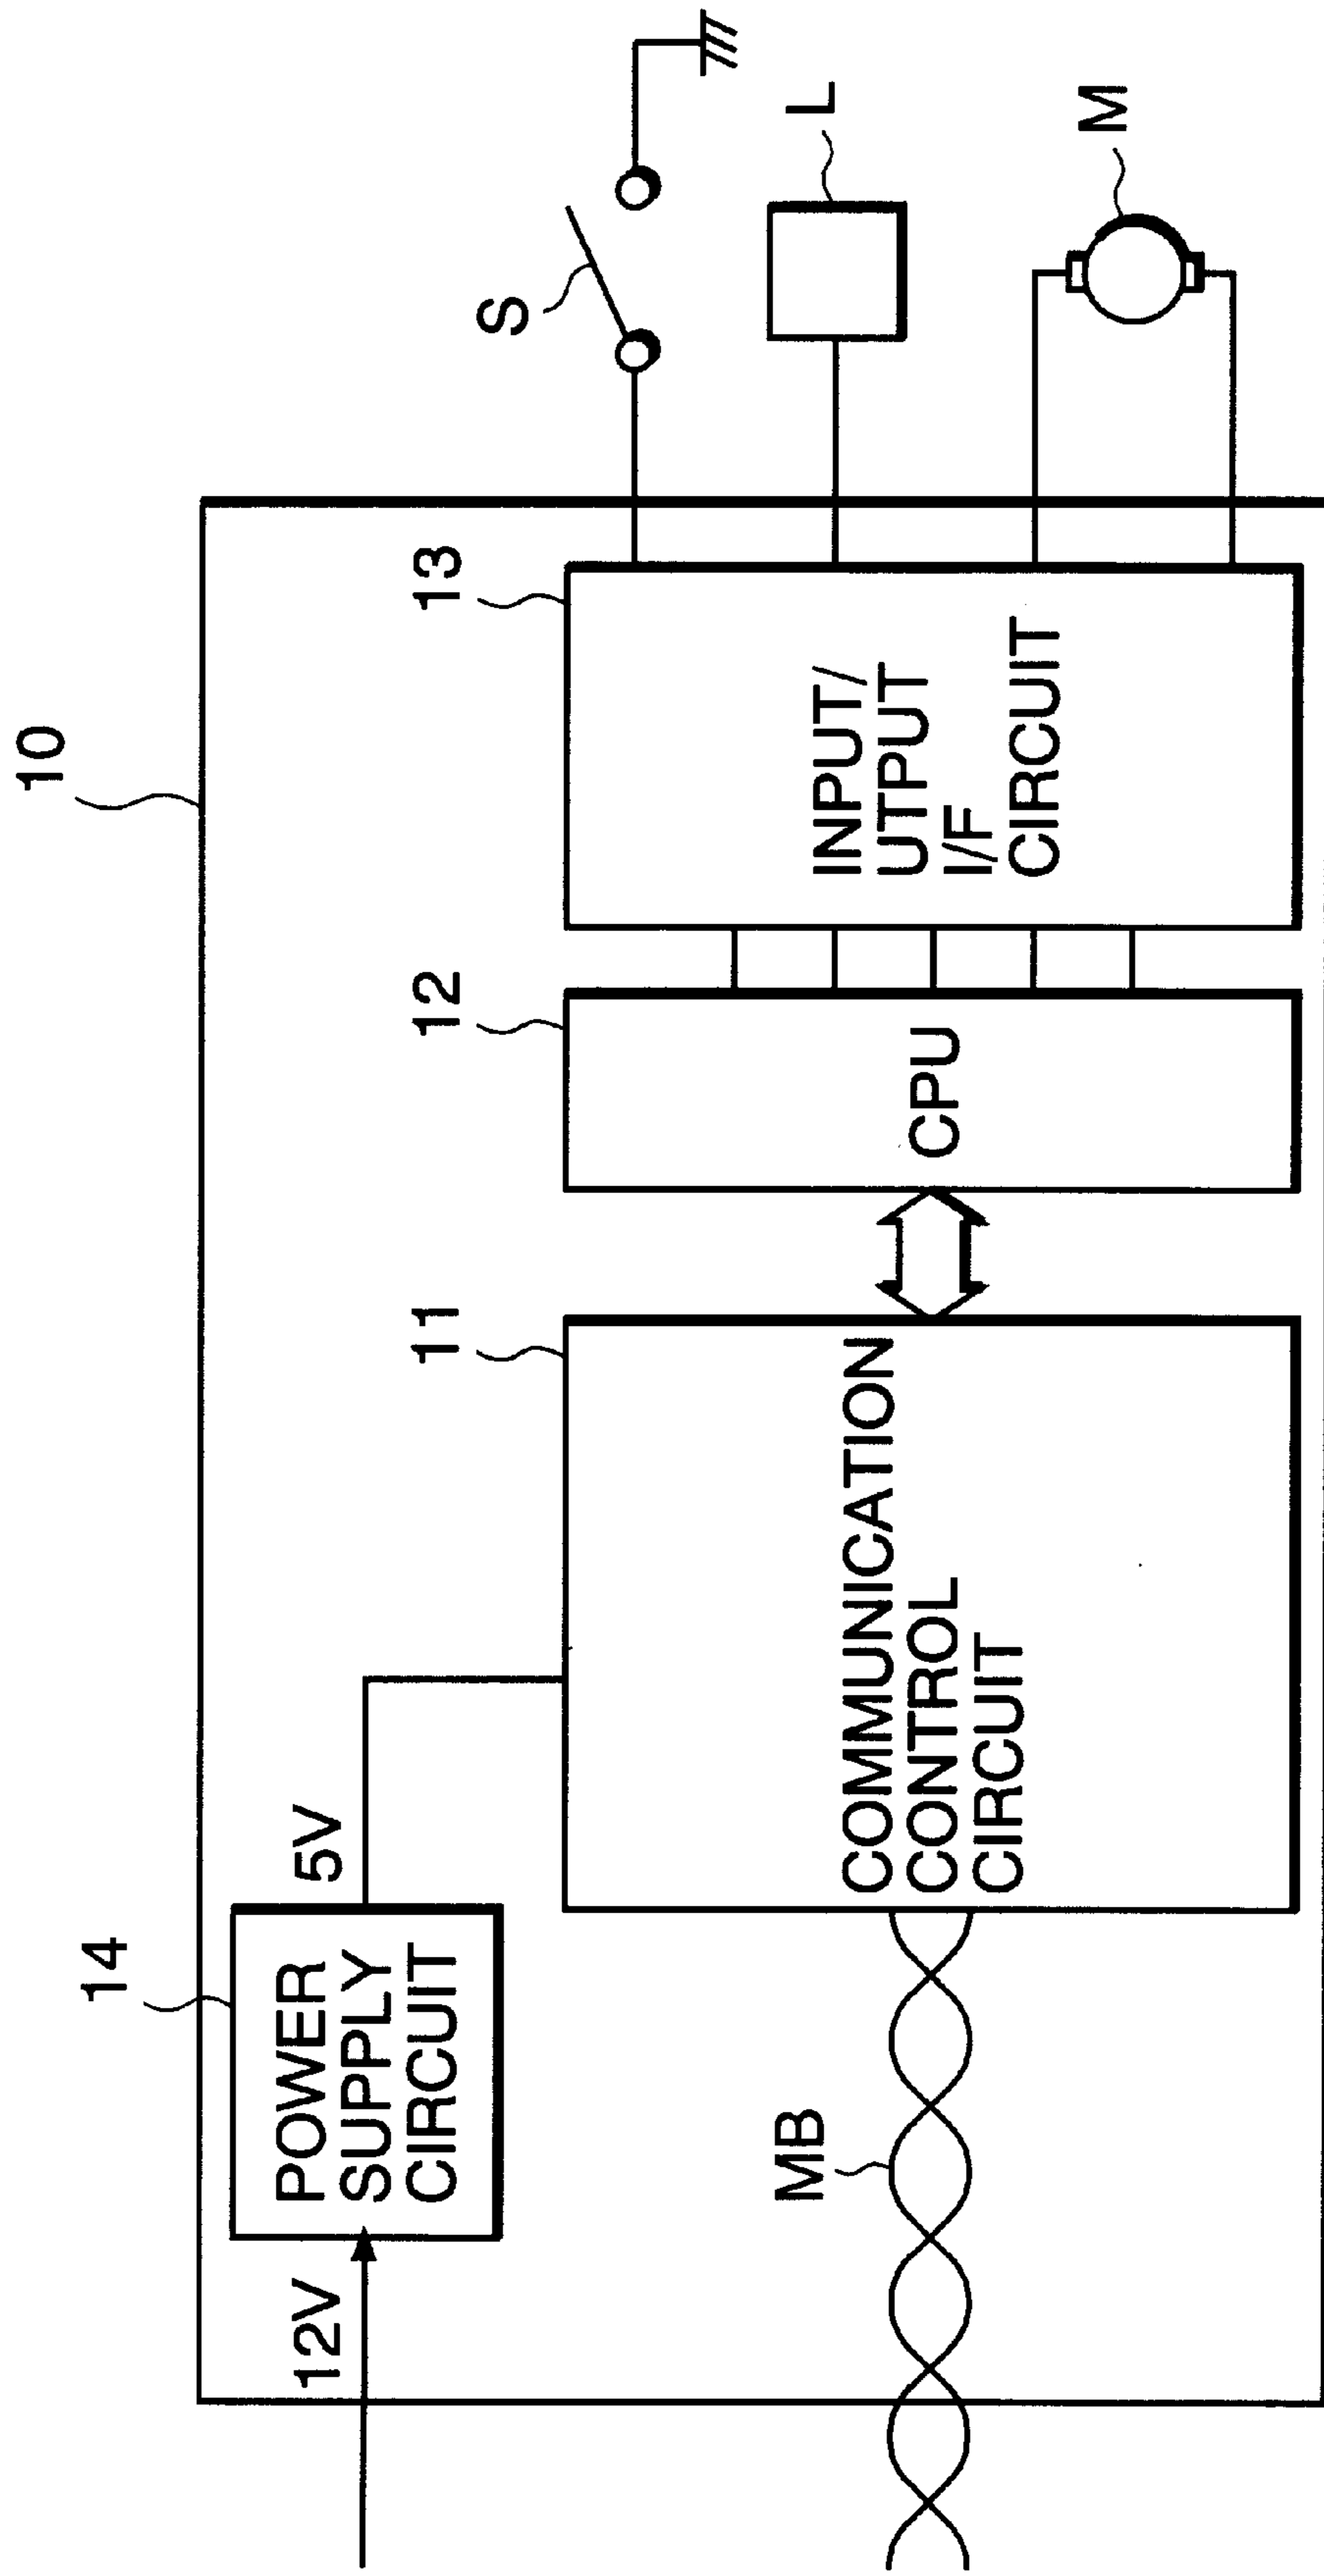 10
14
POWER
SUPPLY
CIRCUIT
12V
5V
11
COMMUNICATION
CONTROL
CIRCUIT
MB
12
CPU
13
INPUT/
UTPUT
I/F
CIRCUIT
S
L
M